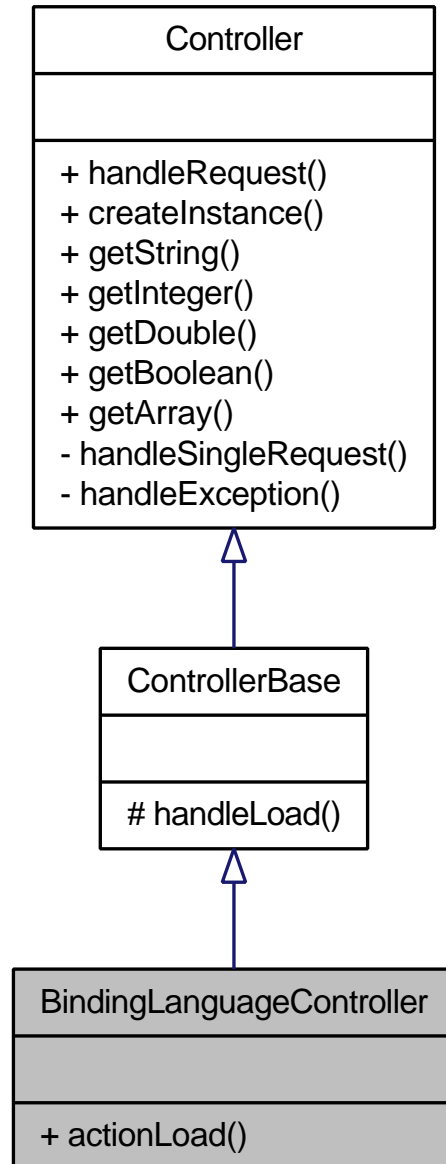 Controller
+ handleRequest()
+ createInstance()
+ getString()
+ getInteger()
+ getDouble()
+ getBoolean()
+ getArray()
- handleSingleRequest()
- handleException()
ControllerBase
# handleLoad()
BindingLanguageController
+ actionLoad()